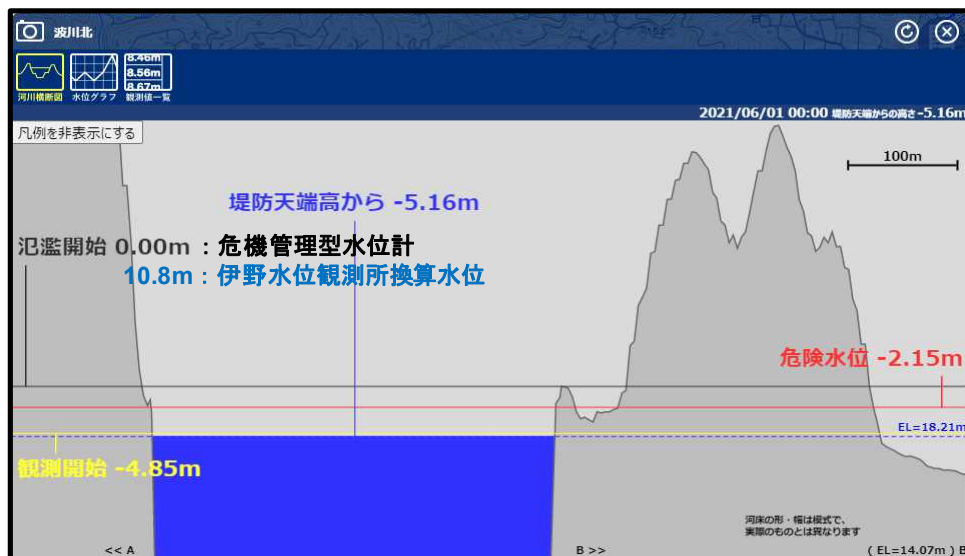 波川北
8.46m
8.56m
8.67m
河川横断図 水位グラフ 観測値一覧
2021/06/01 00:00 堤防天端からの高さ-5.16m
凡例を非表示にする
100m
堤防天端高から -5.16m
氾濫開始 0.00m：危機管理型水位計
10.8m：伊野水位観測所換算水位
危険水位 -2.15m
EL=18.21m
観測開始 -4.85m
河床の形・幅は模式で、
実際のものとは異なります
<< A
B >>
( EL=14.07m ) B